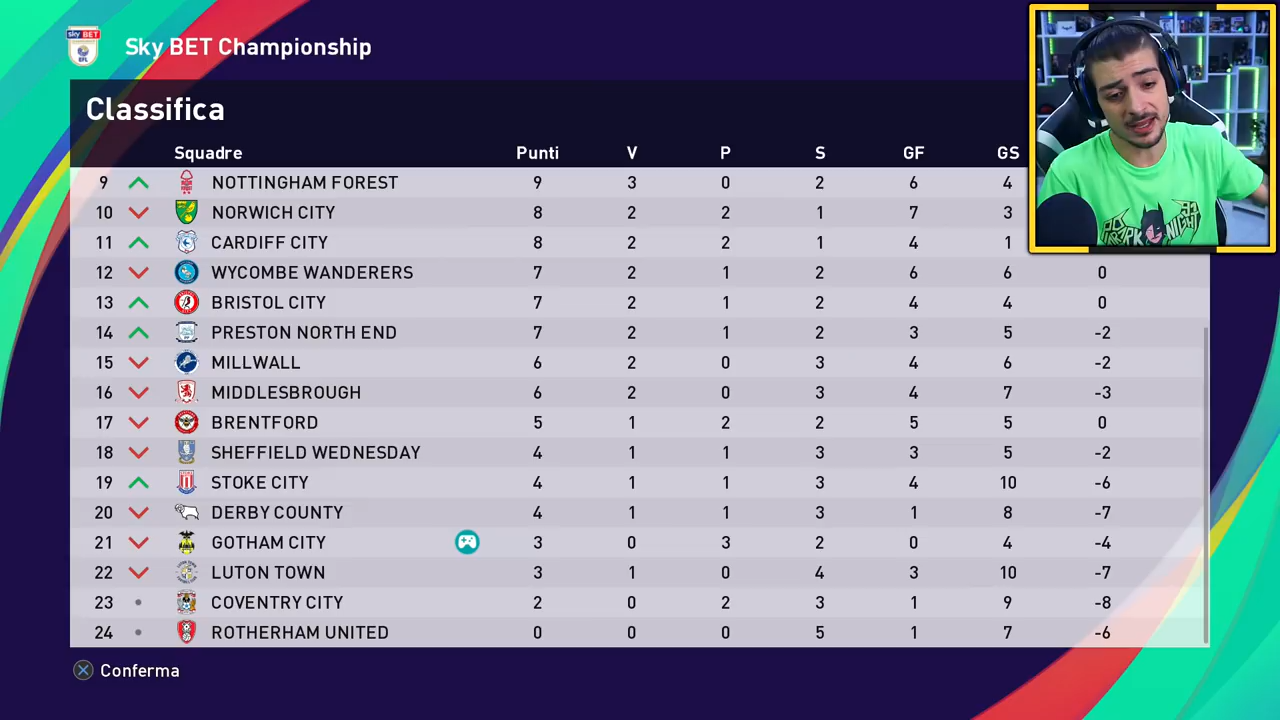 sky BET
EFL
Sky BET Championship
Classifica
Squadre Punti V P S GF GS
9 NOTTINGHAM FOREST 9 3 0 2 6 4
10 NORWICH CITY 8 2 2 1 7 3
11 CARDIFF CITY 8 2 2 1 4 1
12 WYCOMBE WANDERERS 7 2 1 2 6 6 0
13 BRISTOL CITY 7 2 1 2 4 4 0
14 PRESTON NORTH END 7 2 1 2 3 5 -2
15 MILLWALL 6 2 0 3 4 6 -2
16 MIDDLESBROUGH 6 2 0 3 4 7 -3
17 BRENTFORD 5 1 2 2 5 5 0
18 SHEFFIELD WEDNESDAY 4 1 1 3 3 5 -2
19 STOKE CITY 4 1 1 3 4 10 -6
20 DERBY COUNTY 4 1 1 3 1 8 -7
21 GOTHAM CITY 3 0 3 2 0 4 -4
22 LUTON TOWN 3 1 0 4 3 10 -7
23 COVENTRY CITY 2 0 2 3 1 9 -8
24 ROTHERHAM UNITED 0 0 0 5 1 7 -6
Conferma